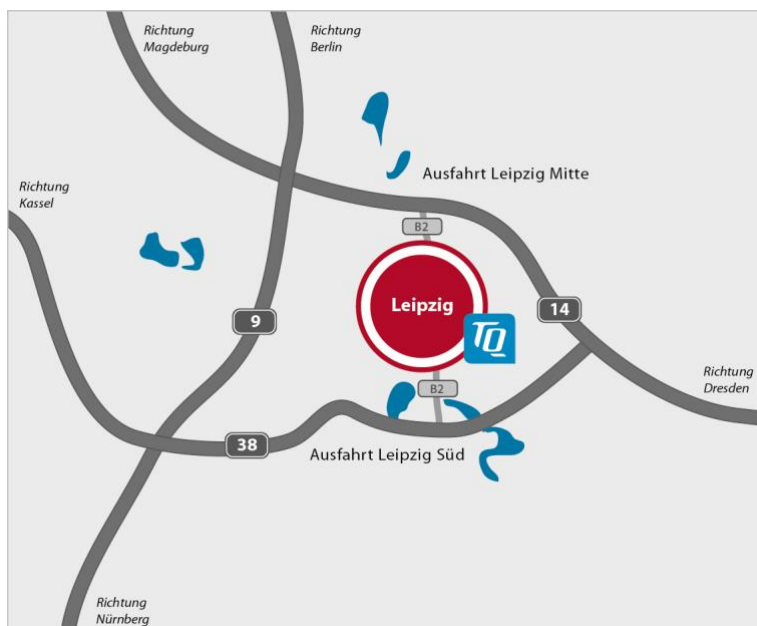 Richtung
Magdeburg
Richtung
Berlin
Ausfahrt Leipzig Mitte
Richtung
Kassel
B2
Leipzig
14
9
TQ
Richtung
Dresden
B2
38
Ausfahrt Leipzig Süd
Richtung
Nürnberg